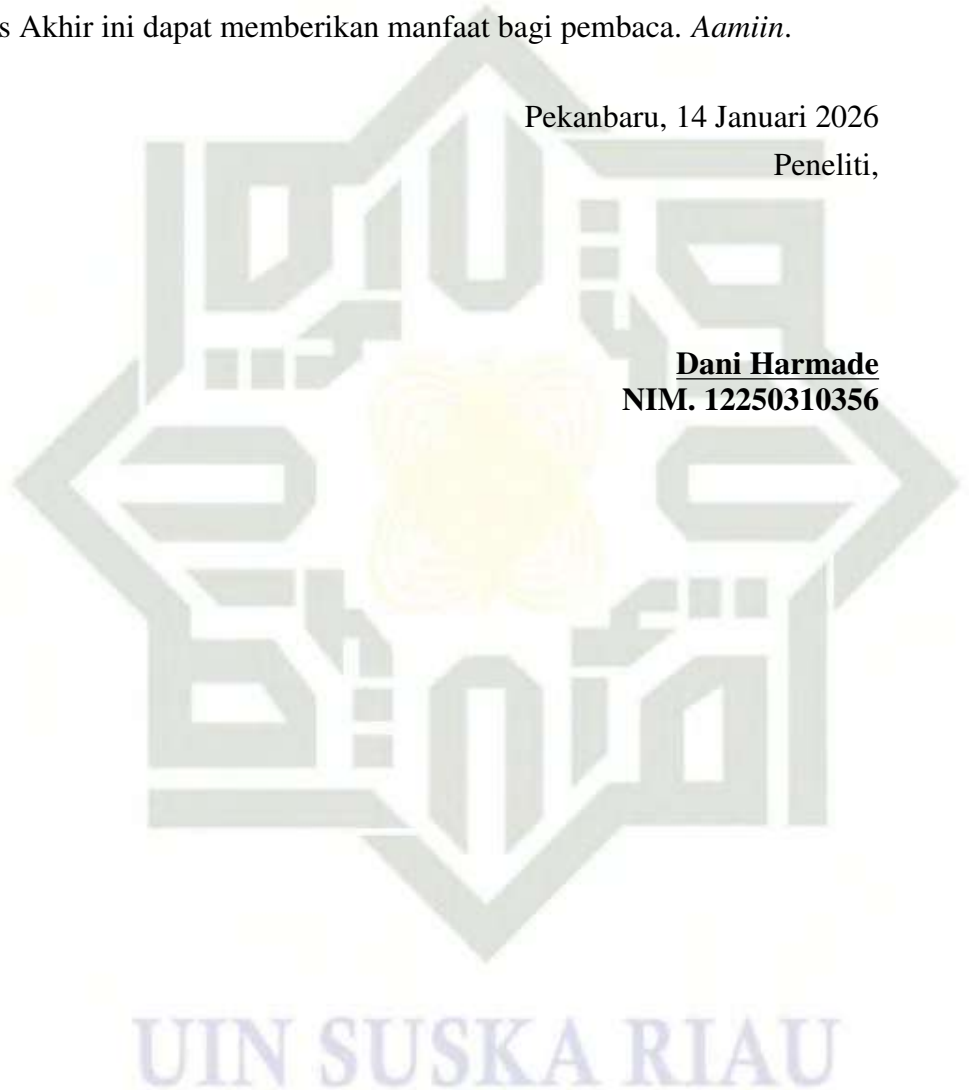 s Akhir ini dapat memberikan manfaat bagi pembaca. Aamiin.
Pekanbaru, 14 Januari 2026
Peneliti,
Dani Harmade
NIM. 12250310356
UIN SUSKA RIAU